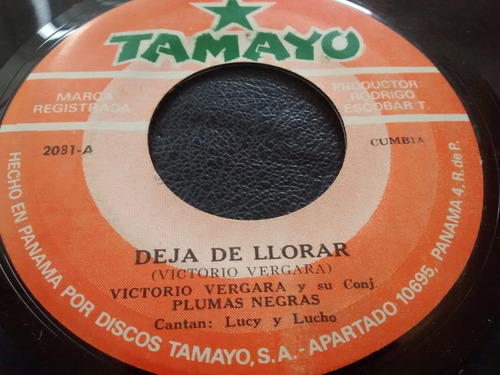 TAMAYO
MARCA
REGISTRADA
PRODUCTOR:
RODRIGO
ESCOBAR T.
2081-A
CUMBIA
DEJA DE LLORAR
(VICTORIO VERGARA)
VICTORIO VERGARA y su Conj.
PLUMAS NEGRAS
Cantan: Lucy y Lucho
HECHO EN PANAMA POR DISCOS TAMAYO, S.A. - APARTADO 10695, PANAMA 4, R. de P.